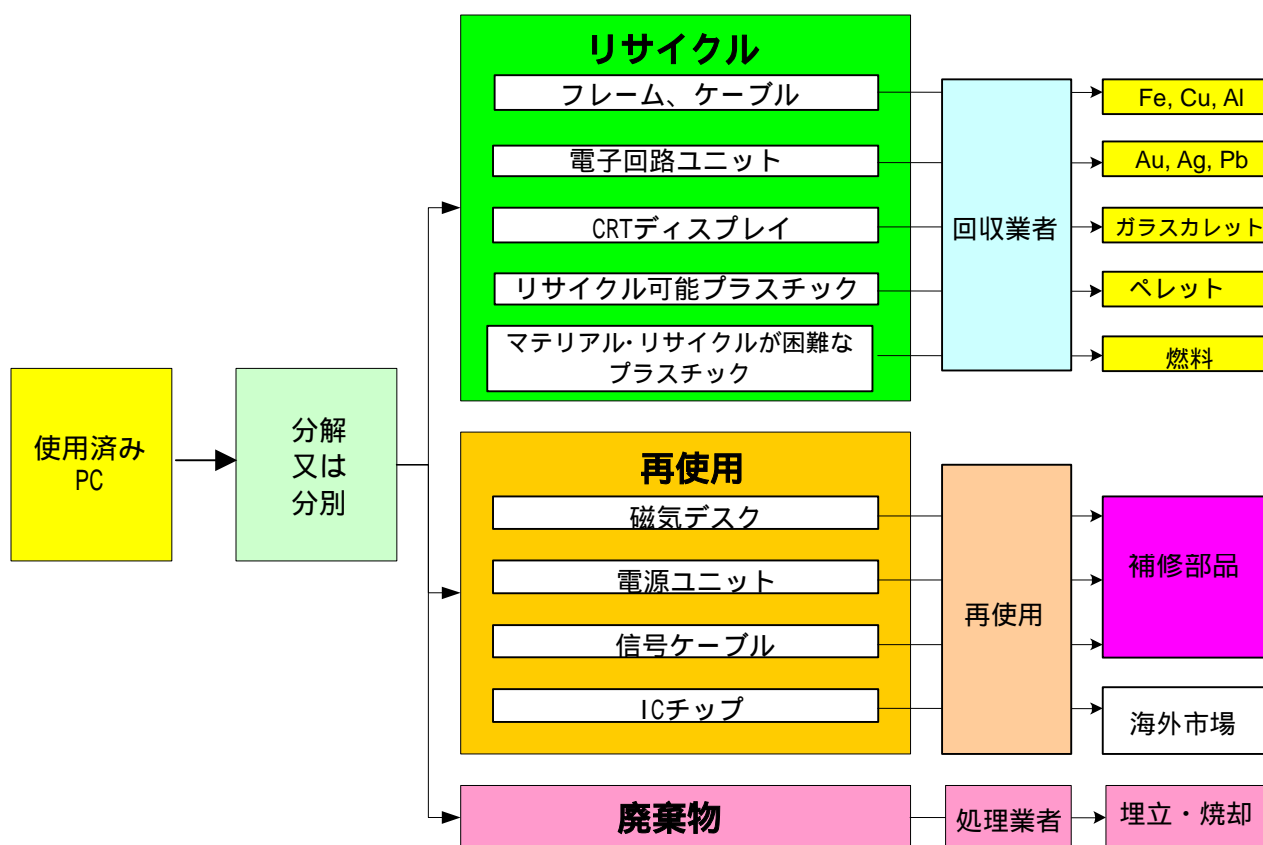 リサイクル
フレーム、ケーブル
電子回路ユニット
CRTディスプレイ
リサイクル可能プラスチック
マテリアル・リサイクルが困難な
プラスチック
回収業者
Fe, Cu, Al
Au, Ag, Pb
ガラスカレット
ペレット
燃料
使用済み
PC
分解
又は
分別
再使用
磁気デスク
電源ユニット
信号ケーブル
ICチップ
再使用
補修部品
海外市場
廃棄物
処理業者
埋立・焼却